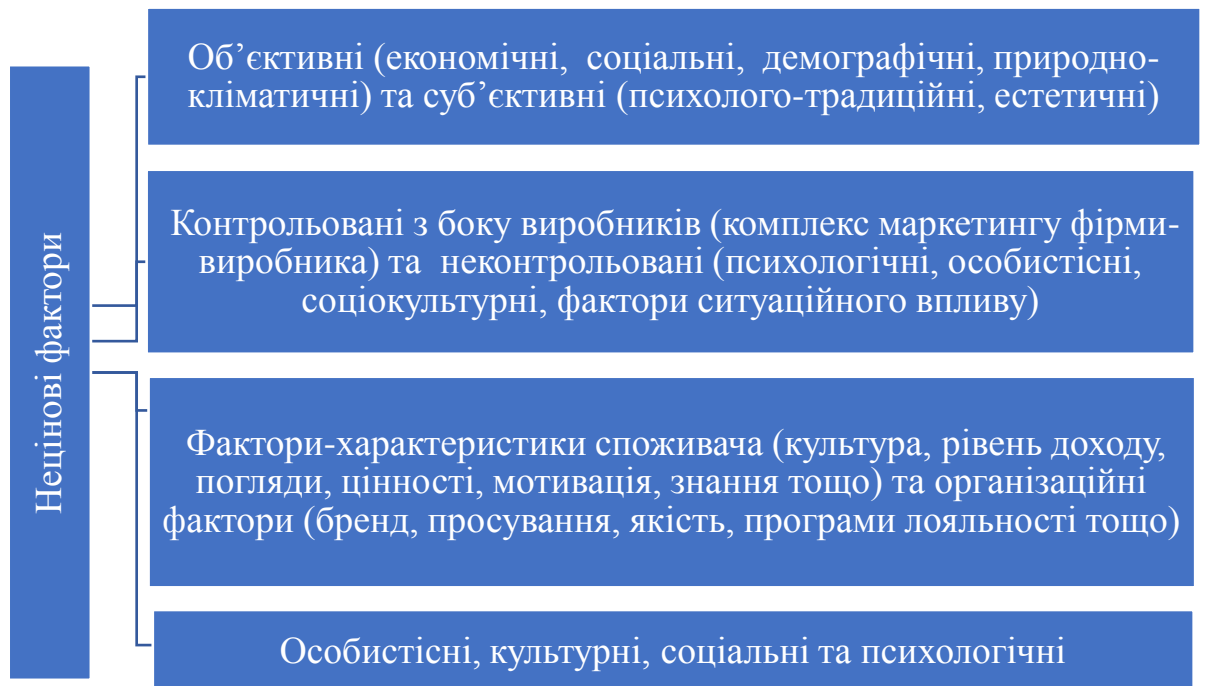 Нецінові фактори
Об’єктивні (економічні, соціальні, демографічні, природно-
кліматичні) та суб’єктивні (психолого-традиційні, естетичні)
Контрольовані з боку виробників (комплекс маркетингу фірми-
виробника) та неконтрольовані (психологічні, особистісні,
соціокультурні, фактори ситуаційного впливу)
Фактори-характеристики споживача (культура, рівень доходу,
погляди, цінності, мотивація, знання тощо) та організаційні
фактори (бренд, просування, якість, програми лояльності тощо)
Особистісні, культурні, соціальні та психологічні